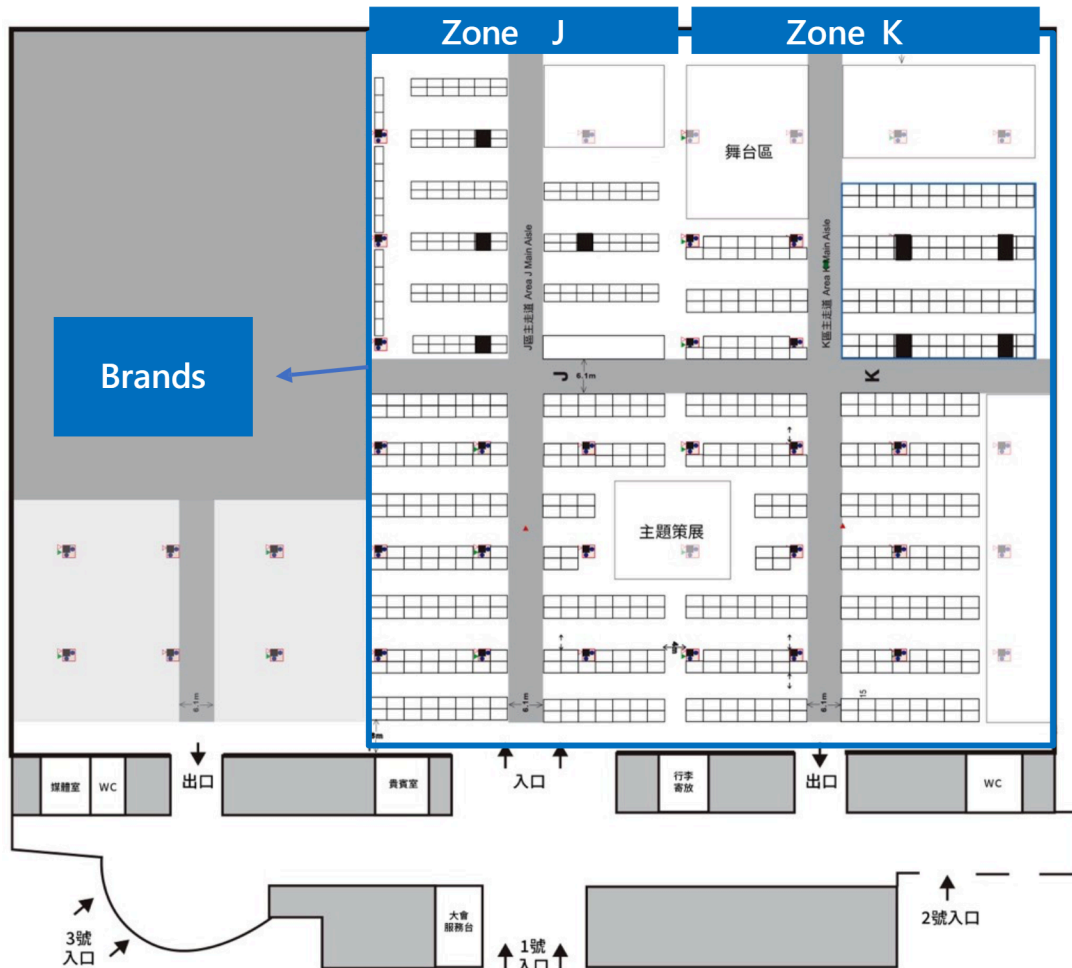 Zone J
Zone K
舞台區
J區主走道 Area J Main Aisle
K區主走道 Area K Main Aisle
Brands
J
6.1m
K
主題策展
6.1m
6.1m
6.1m
15
媒體室
WC
出口
貴賓室
入口
行李
寄放
出口
WC
3號
入口
大會
服務台
1號
入口
2號入口